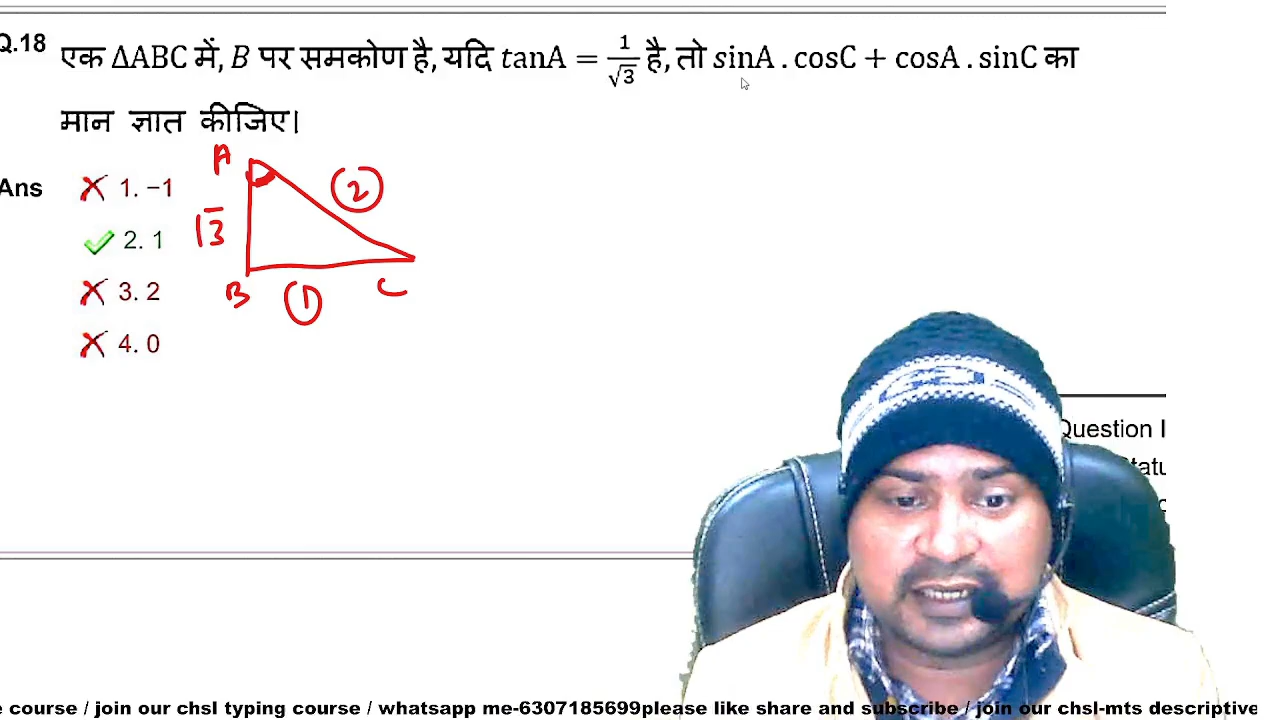 Q.18 एक ΔABC में, B पर समकोण है, यदि tanA = 1/√3 है, तो sinA . cosC + cosA . sinC का
मान ज्ञात कीजिए।
Ans
1. −1
2. 1
3. 2
4. 0
A
2
√3
B
1
C
Question I
e course / join our chsl typing course / whatsapp me-6307185699please like share and subscribe / join our chsl-mts descriptive